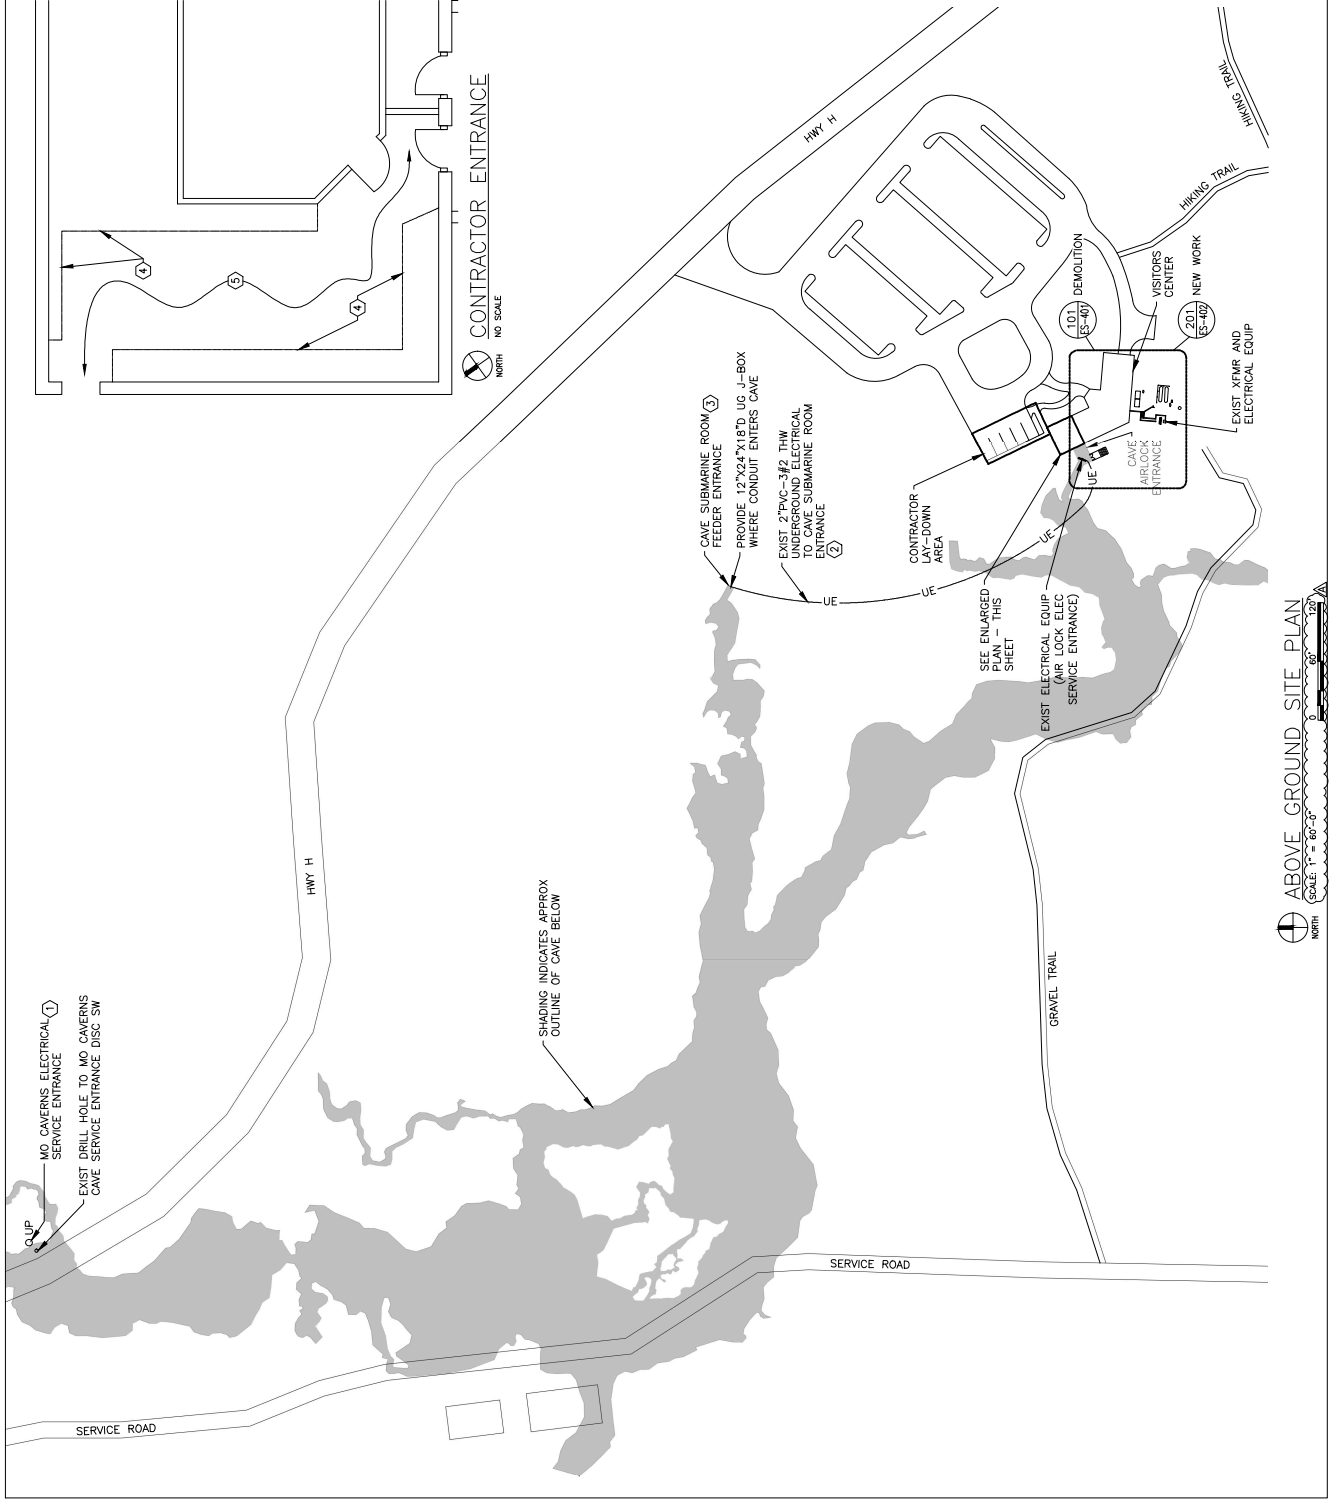 MO CAVERNS ELECTRICAL 1
SERVICE ENTRANCE
EXIST DRILL HOLE TO MO CAVERNS
CAVE SERVICE ENTRANCE DISC SW
UP
SERVICE ROAD
HWY H
4
5
4
CONTRACTOR ENTRANCE
NO SCALE
NORTH
SHADING INDICATES APPROX
OUTLINE OF CAVE BELOW
CAVE SUBMARINE ROOM 3
FEEDER ENTRANCE
PROVIDE 12"X24"X18"D UG J-BOX
WHERE CONDUIT ENTERS CAVE
EXIST 2"PVC-3#2 THW
UNDERGROUND ELECTRICAL
TO CAVE SUBMARINE ROOM
ENTRANCE
2
UE
UE
UE
UE
HWY H
CONTRACTOR
LAY-DOWN
AREA
SEE ENLARGED
PLAN - THIS
SHEET
EXIST ELECTRICAL EQUIP
(AIR LOCK ELEC
SERVICE ENTRANCE)
101
ES-401
DEMOLITION
CAVE
AIRLOCK
ENTRANCE
VISITORS
CENTER
201
ES-402
NEW WORK
EXIST XFMR AND
ELECTRICAL EQUIP
HIKING TRAIL
HIKING TRAIL
SERVICE ROAD
GRAVEL TRAIL
ABOVE GROUND SITE PLAN
SCALE: 1" = 60'-0"
0 60' 120'
A
NORTH